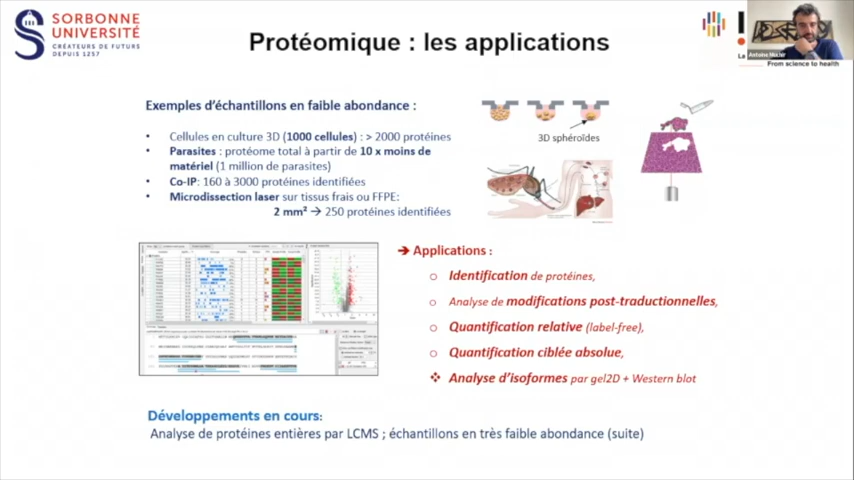 SORBONNE
UNIVERSITÉ
CRÉATEURS DE FUTURS
DEPUIS 1257
Protéomique : les applications
From science to health
Exemples d'échantillons en faible abondance :
• Cellules en culture 3D (1000 cellules) : > 2000 protéines
• Parasites : protéome total à partir de 10 x moins de
matériel (1 million de parasites)
• Co-IP: 160 à 3000 protéines identifiées
• Microdissection laser sur tissus frais ou FFPE:
2 mm² → 250 protéines identifiées
3D sphéroïdes
➔ Applications :
o Identification de protéines,
o Analyse de modifications post-traductionnelles,
o Quantification relative (label-free),
o Quantification ciblée absolue,
❖ Analyse d'isoformes par gel2D + Western blot
Développements en cours:
Analyse de protéines entières par LCMS ; échantillons en très faible abondance (suite)